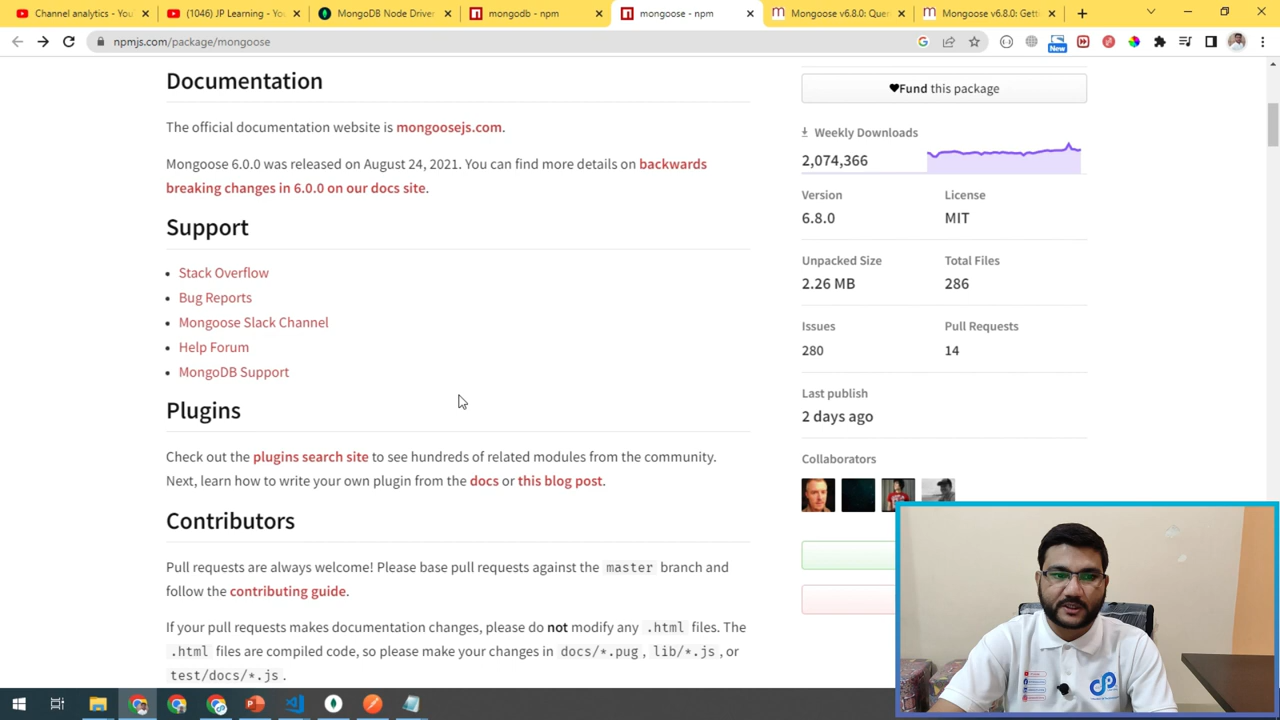 Channel analytics - You
(1046) JP Learning - Yo
MongoDB Node Driver
mongodb - npm
mongoose - npm
Mongoose v6.8.0: Quer
Mongoose v6.8.0: Gett
npmjs.com/package/mongoose
New
Documentation
The official documentation website is mongoosejs.com.
Mongoose 6.0.0 was released on August 24, 2021. You can find more details on backwards
breaking changes in 6.0.0 on our docs site.
Support
Stack Overflow
Bug Reports
Mongoose Slack Channel
Help Forum
MongoDB Support
Plugins
Check out the plugins search site to see hundreds of related modules from the community.
Next, learn how to write your own plugin from the docs or this blog post.
Contributors
Pull requests are always welcome! Please base pull requests against the master branch and
follow the contributing guide.
If your pull requests makes documentation changes, please do not modify any .html files. The
.html files are compiled code, so please make your changes in docs/*.pug, lib/*.js, or
test/docs/*.js.
Fund this package
Weekly Downloads
2,074,366
Version
License
6.8.0
MIT
Unpacked Size
Total Files
2.26 MB
286
Issues
Pull Requests
280
14
Last publish
2 days ago
Collaborators